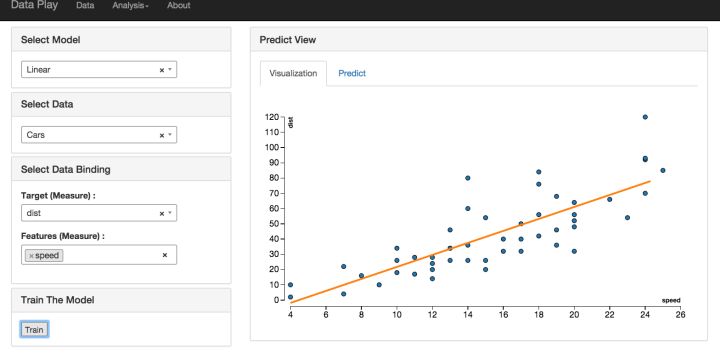 Data Play Data Analysis About
Select Model
Linear × 
Select Data
Cars ×
Select Data Binding
Target (Measure) :
dist ×
Features (Measure) :
×speed ×
Train The Model
Train
Predict View
Visualization Predict
dist
120
110
100
90
80
70
60
50
40
30
20
10
0
speed
4 6 8 10 12 14 16 18 20 22 24 26